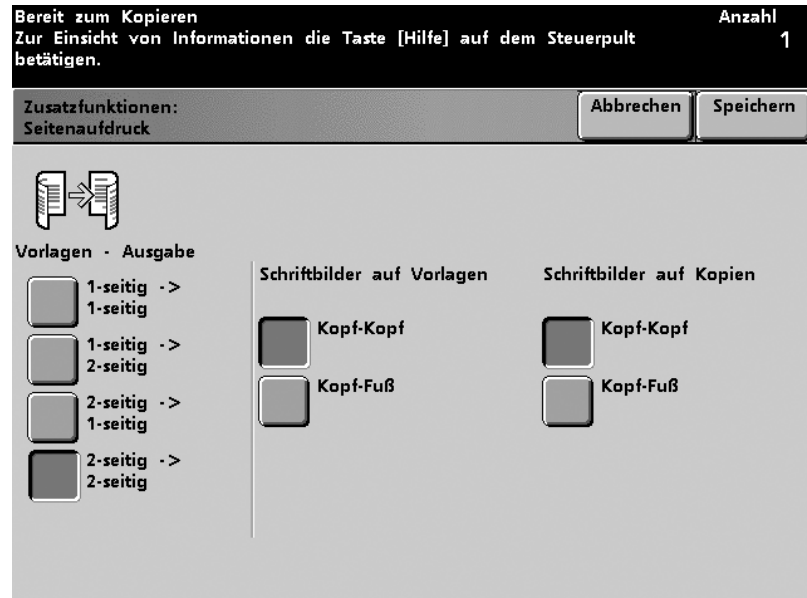 Bereit zum Kopieren
Anzahl
Zur Einsicht von Informationen die Taste [Hilfe] auf dem Steuerpult
1
betätigen.
Zusatzfunktionen:
Seitenaufdruck
Abbrechen
Speichern
Vorlagen - Ausgabe
1-seitig ->
1-seitig
1-seitig ->
2-seitig
2-seitig ->
1-seitig
2-seitig ->
2-seitig
Schriftbilder auf Vorlagen
Kopf-Kopf
Kopf-Fuß
Schriftbilder auf Kopien
Kopf-Kopf
Kopf-Fuß